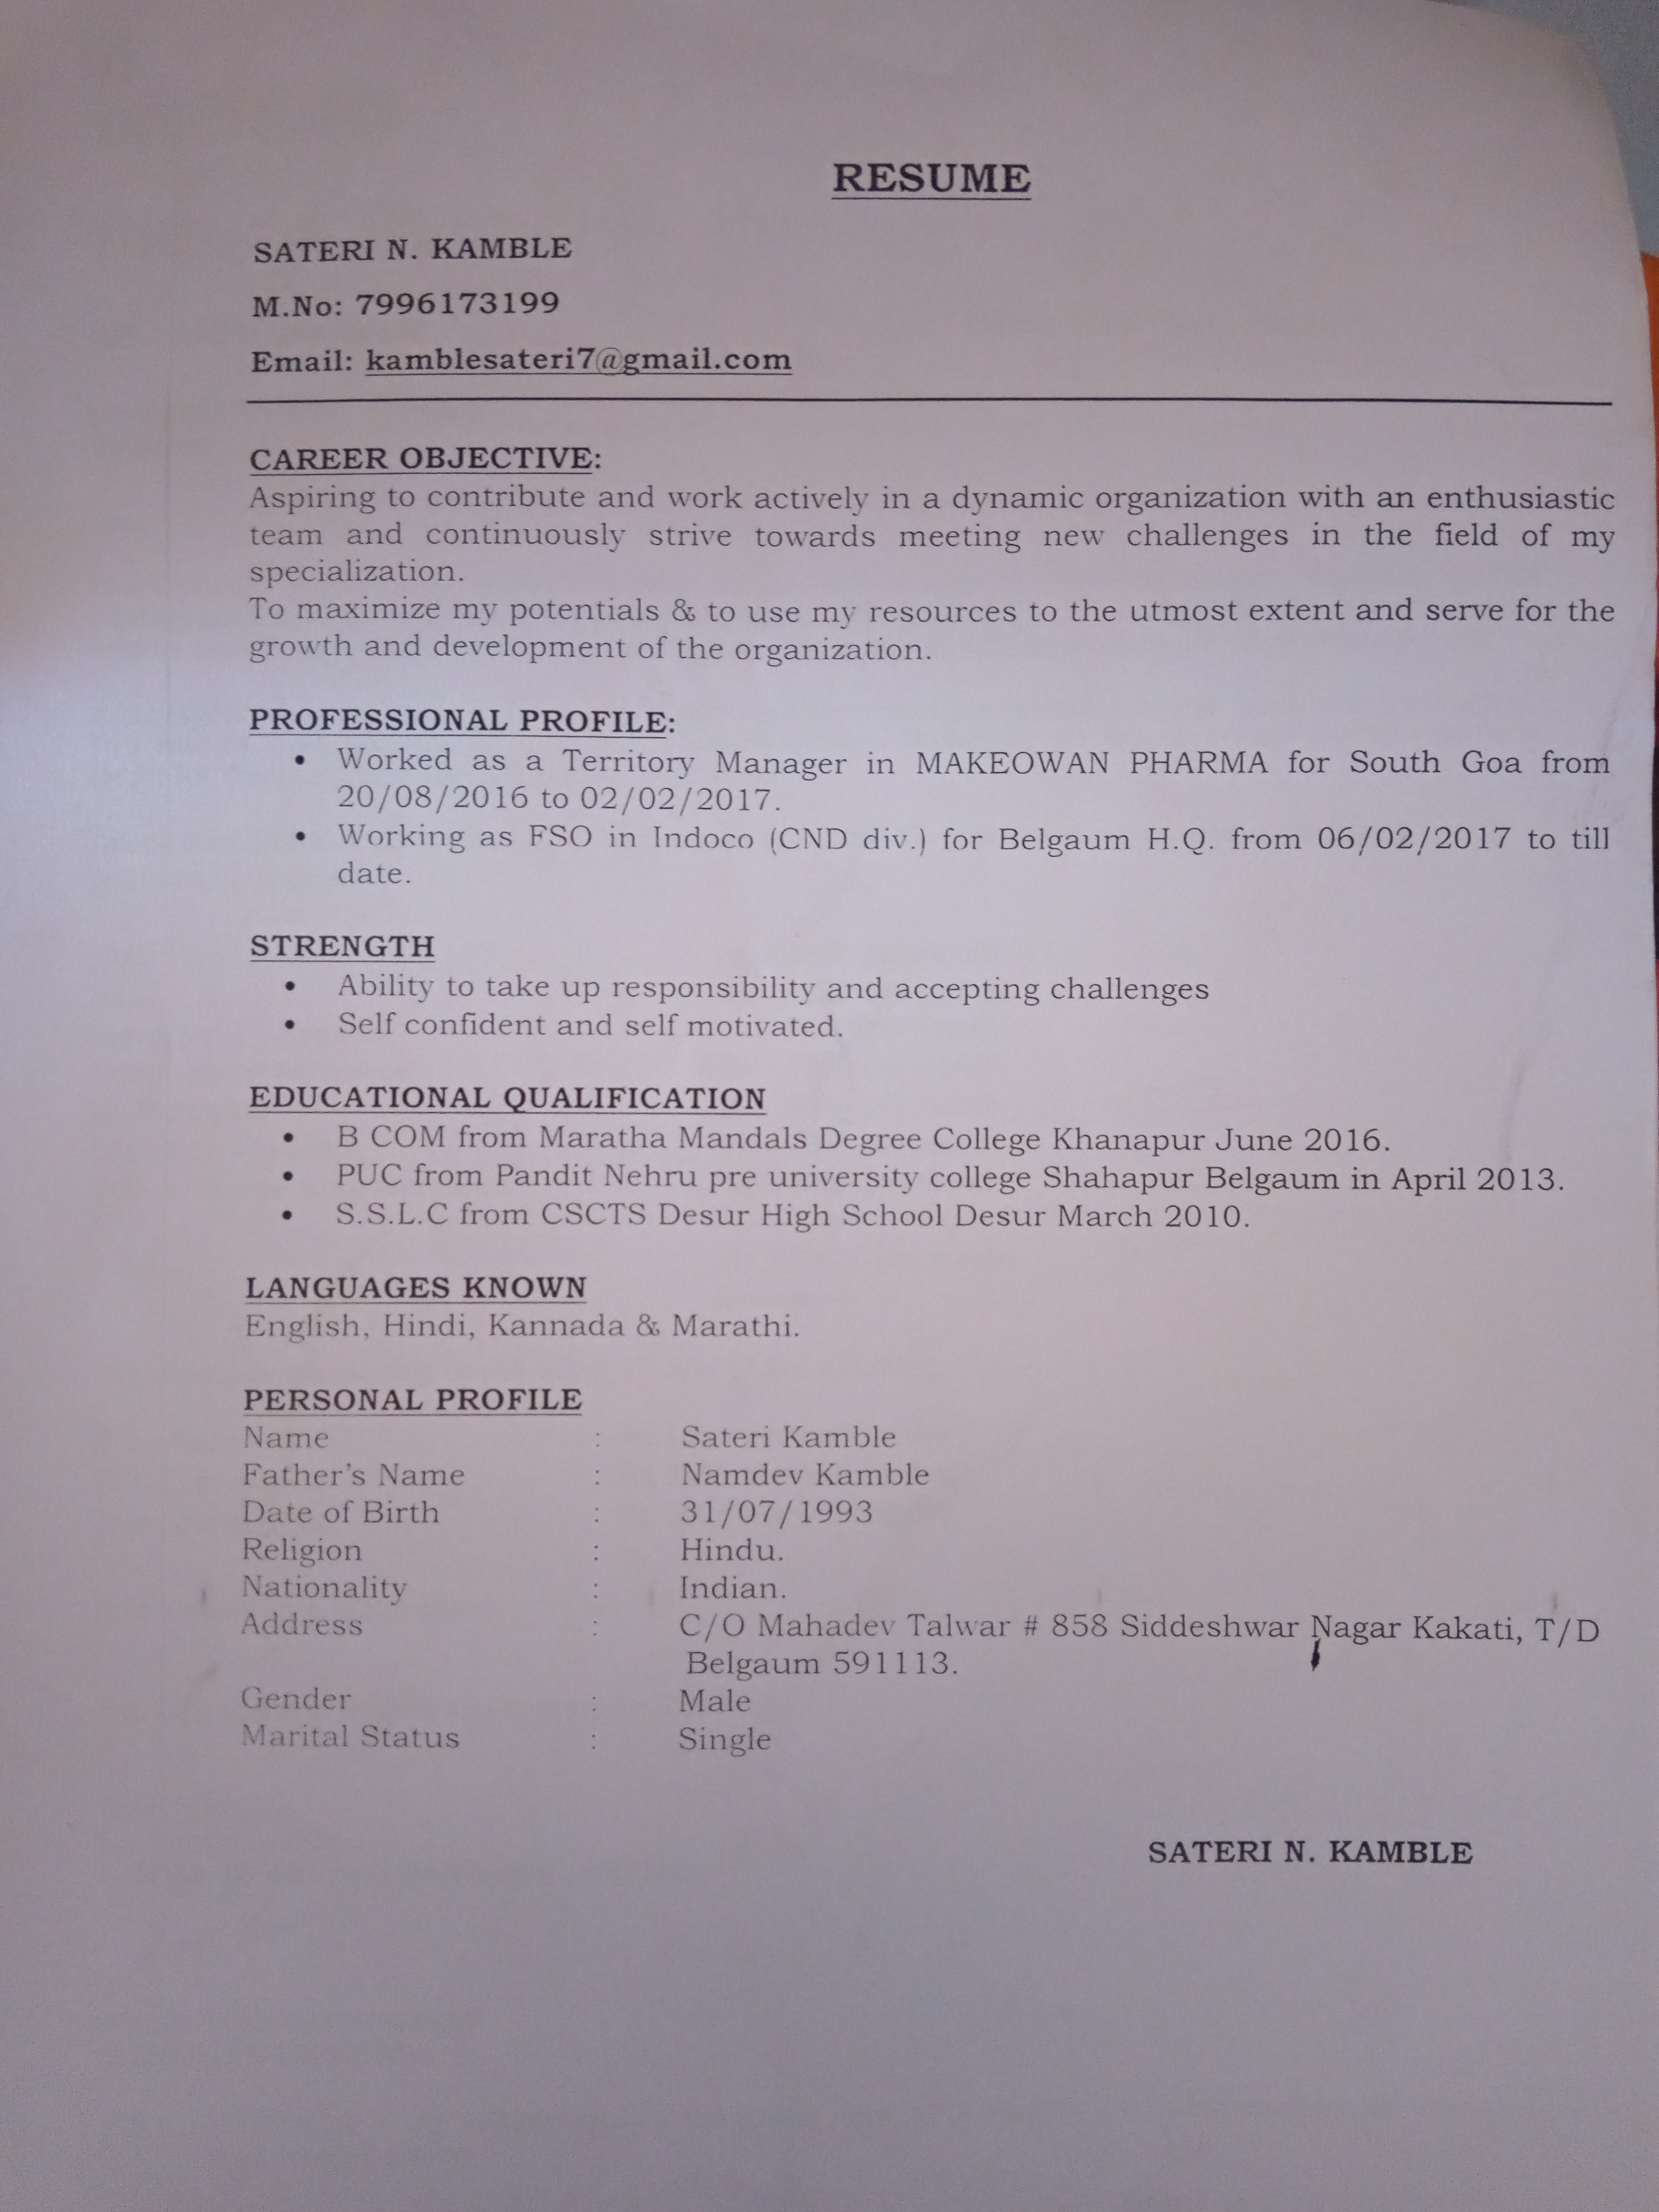 RESUME
SATERI N. KAMBLE
M.No: 7996173199
Email: kamblesateri7@gmail.com
CAREER OBJECTIVE:
Aspiring to contribute and work actively in a dynamic organization with an enthusiastic
team and continuously strive towards meeting new challenges in the field of my
specialization.
To maximize my potentials & to use my resources to the utmost extent and serve for the
growth and development of the organization.
PROFESSIONAL PROFILE:
• Worked as a Territory Manager in MAKEOWAN PHARMA for South Goa from
20/08/2016 to 02/02/2017.
• Working as FSO in Indoco (CND div.) for Belgaum H.Q. from 06/02/2017 to till
date.
STRENGTH
• Ability to take up responsibility and accepting challenges
• Self confident and self motivated.
EDUCATIONAL QUALIFICATION
• B COM from Maratha Mandals Degree College Khanapur June 2016.
• PUC from Pandit Nehru pre university college Shahapur Belgaum in April 2013.
• S.S.L.C from CSCTS Desur High School Desur March 2010.
LANGUAGES KNOWN
English, Hindi, Kannada & Marathi.
PERSONAL PROFILE
Name : Sateri Kamble
Father's Name : Namdev Kamble
Date of Birth : 31/07/1993
Religion : Hindu.
Nationality : Indian.
Address : C/O Mahadev Talwar # 858 Siddeshwar Nagar Kakati, T/D
Belgaum 591113.
Gender : Male
Marital Status : Single
SATERI N. KAMBLE